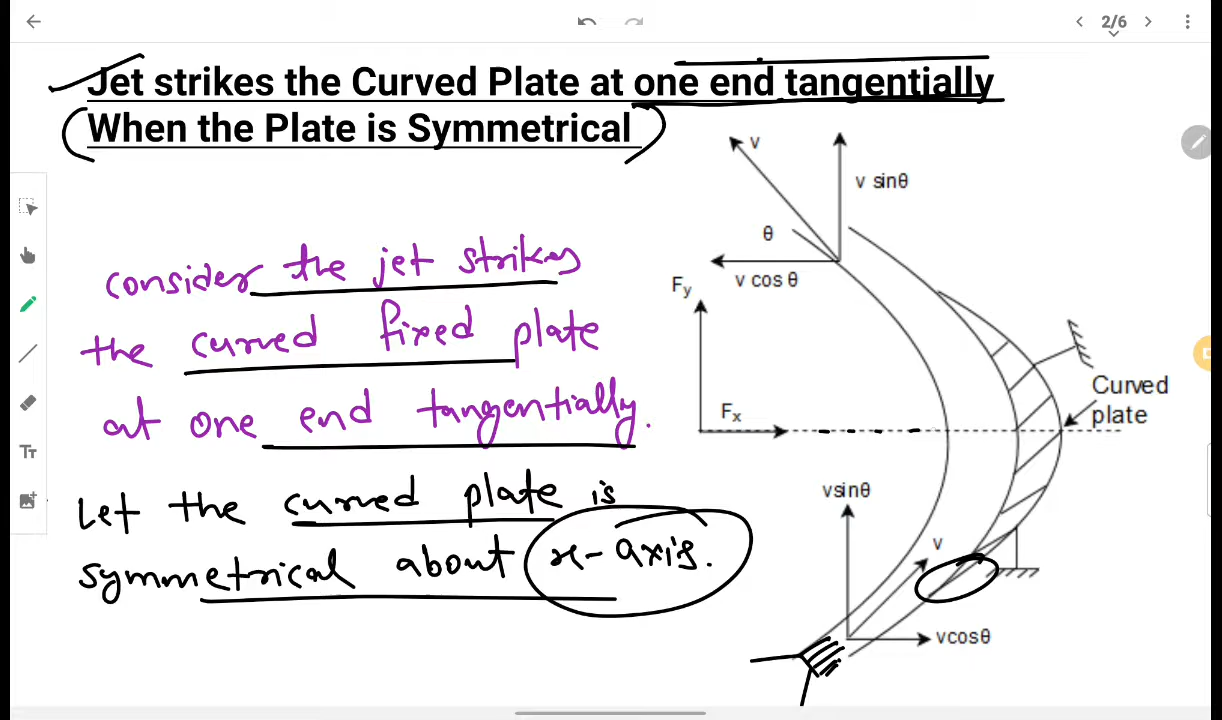 2/6
Jet strikes the Curved Plate at one end tangentially
When the Plate is Symmetrical
v
v sinθ
θ
v cos θ
Fy
consider the jet strikes
the curved fixed plate
at one end tangentially.
Fx
Curved
plate
Let the curved plate is
symmetrical about x-axis.
vsinθ
v
vcosθ
Tт